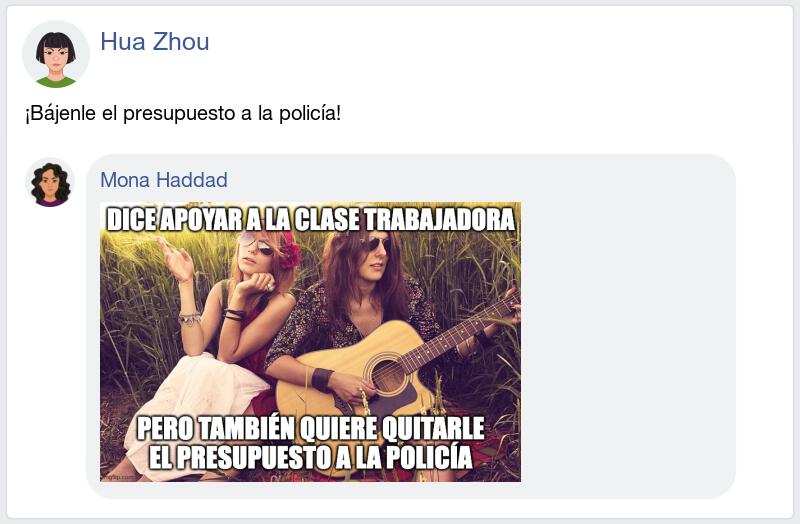 Hua Zhou
¡Bájenle el presupuesto a la policía!
Mona Haddad
DICE APOYAR A LA CLASE TRABAJADORA
PERO TAMBIÉN QUIERE QUITARLE
EL PRESUPUESTO A LA POLICÍA
imgflip.com